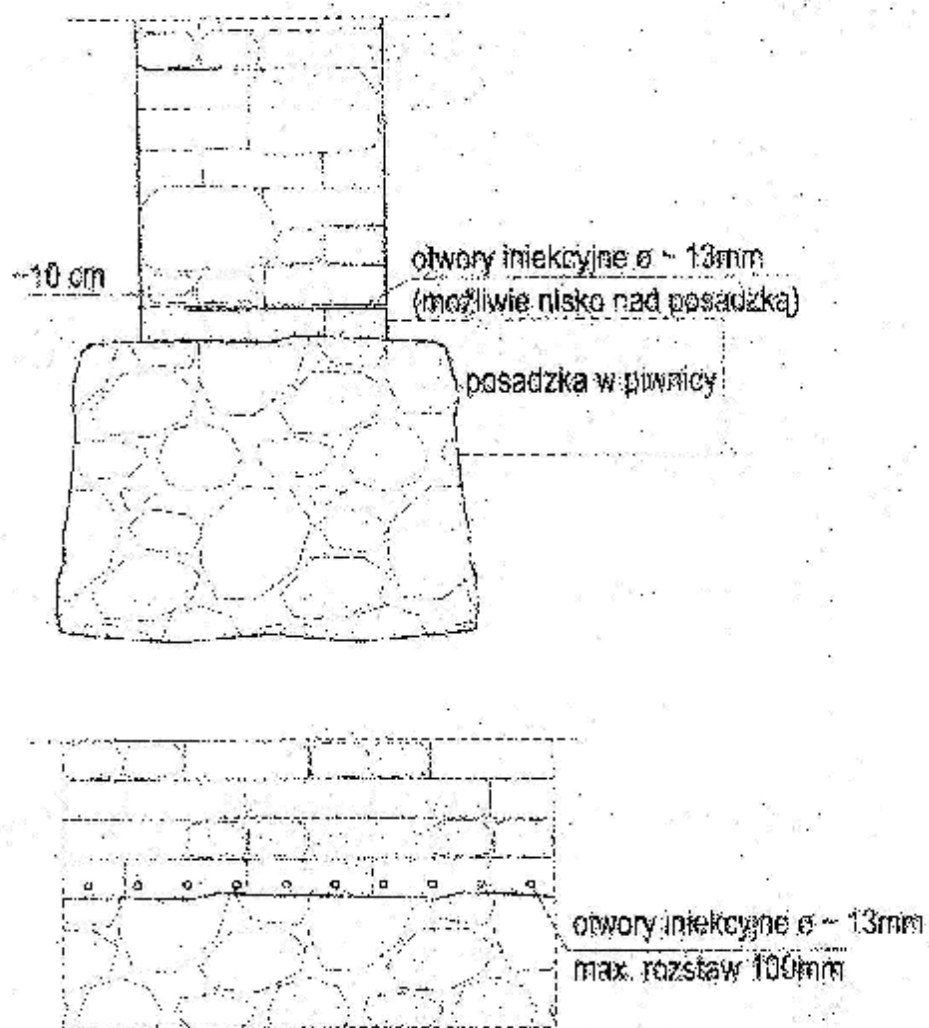 ~10 cm
otwory iniekcyjne ø ~ 13mm
(możliwie nisko nad posadzką)
posadzka w piwnicy
otwory iniekcyjne ø ~ 13mm
max. rozstaw 100mm